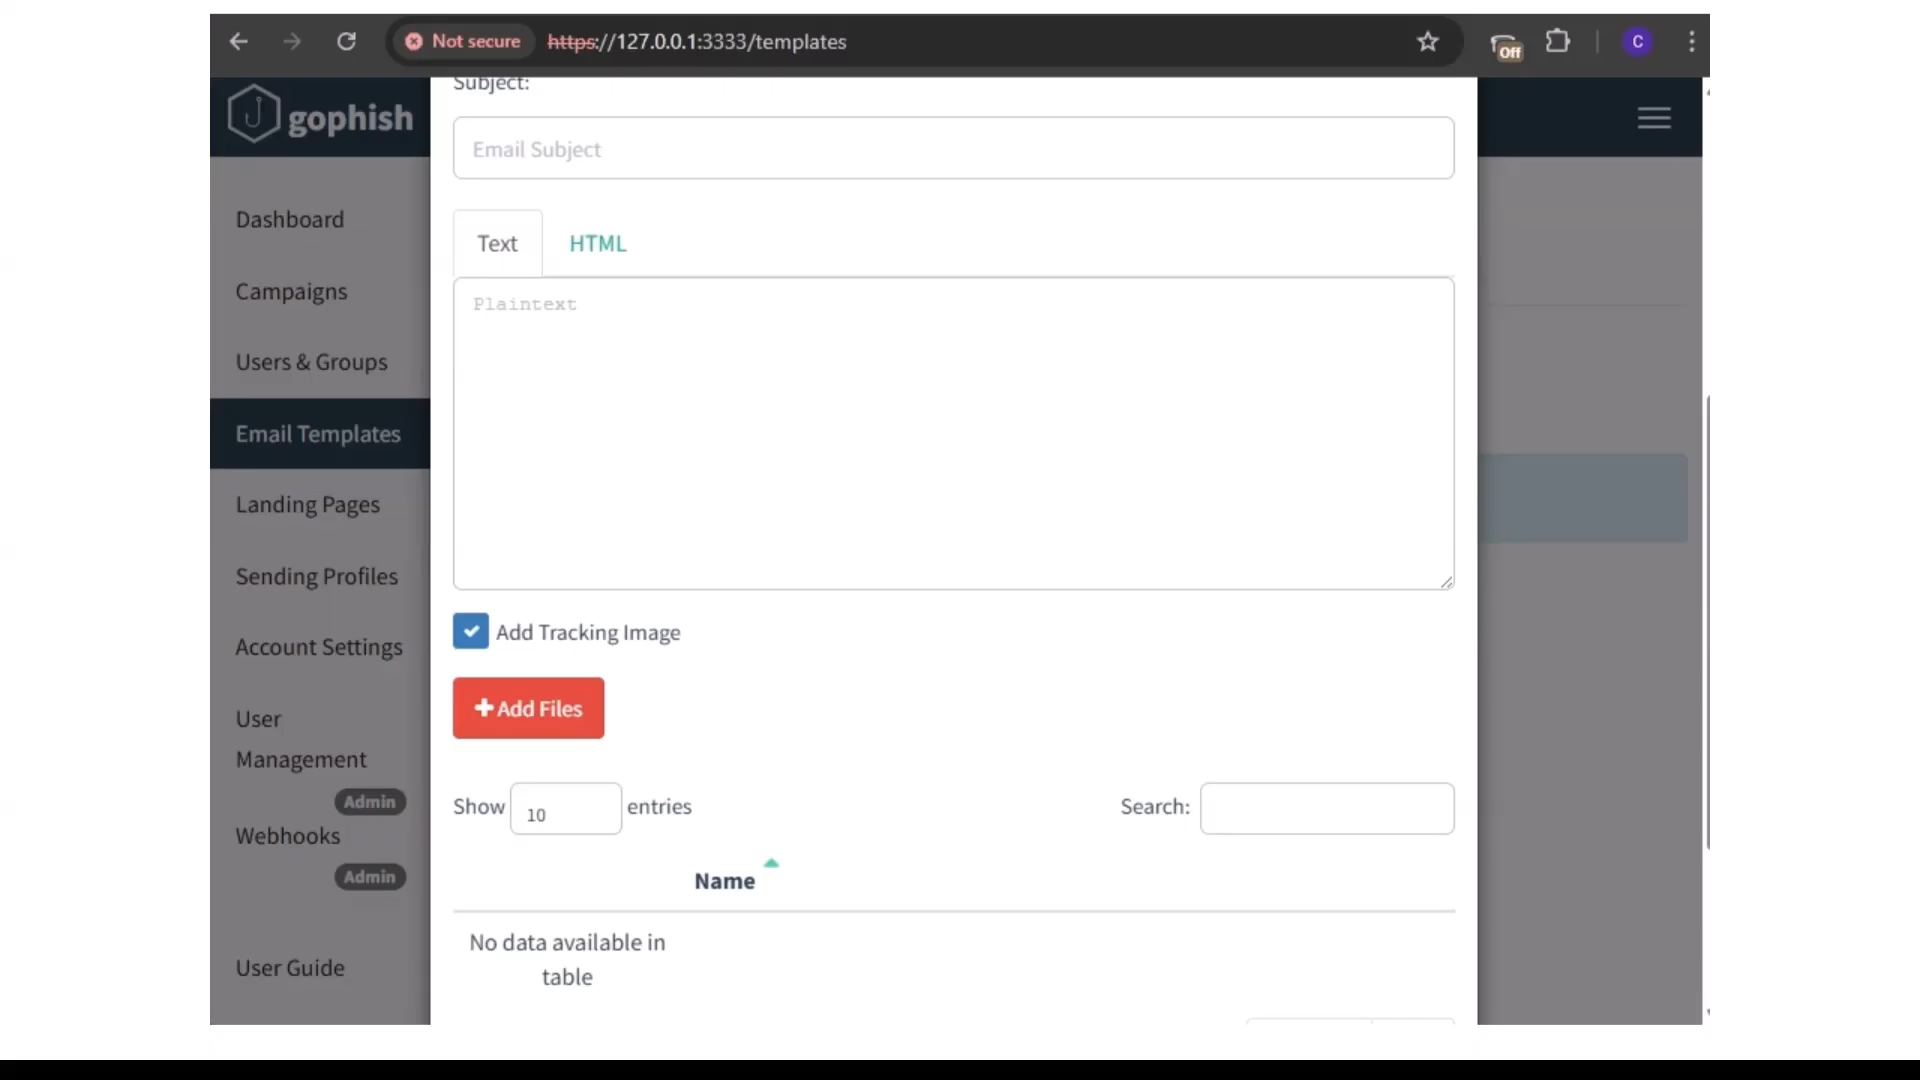 Not secure https://127.0.0.1:3333/templates
Off
C
gophish
Dashboard
Campaigns
Users & Groups
Email Templates
Landing Pages
Sending Profiles
Account Settings
User
Management
Admin
Webhooks
Admin
User Guide
Subject:
Email Subject
Text HTML
Plaintext
Add Tracking Image
Add Files
Show 10 entries Search:
Name
No data available in
table